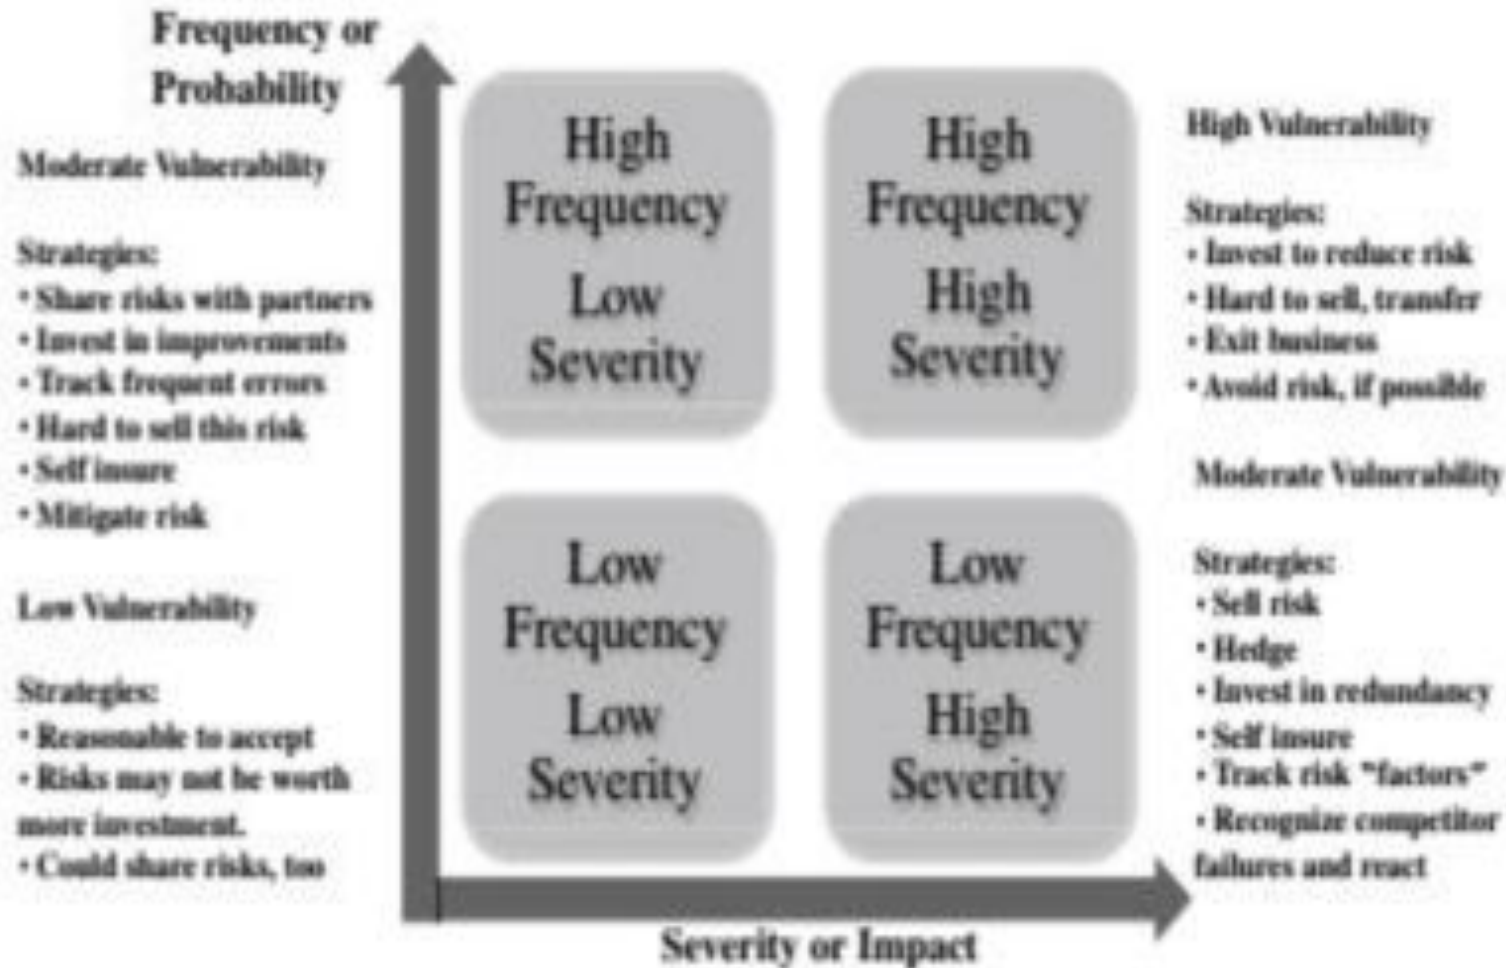 Frequency or
Probability
Moderate Vulnerability
Strategies:
• Share risks with partners
• Invest in improvements
• Track frequent errors
• Hard to sell this risk
• Self insure
• Mitigate risk
Low Vulnerability
Strategies:
• Reasonable to accept
• Risks may not be worth
more investment.
• Could share risks, too
High
Frequency
Low
Severity
High
Frequency
High
Severity
Low
Frequency
Low
Severity
Low
Frequency
High
Severity
High Vulnerability
Strategies:
• Invest to reduce risk
• Hard to sell, transfer
• Exit business
• Avoid risk, if possible
Moderate Vulnerability
Strategies:
• Sell risk
• Hedge
• Invest in redundancy
• Self insure
• Track risk "factors"
• Recognize competitor
failures and react
Severity or Impact